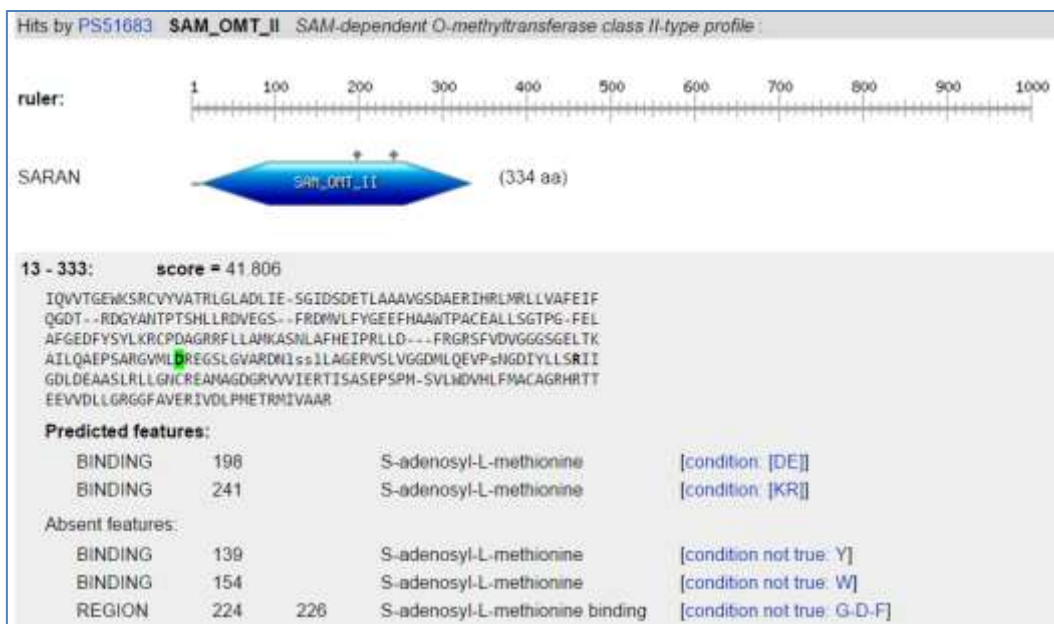 Hits by PS51683 SAM_OMT_II SAM-dependent O-methyltransferase class II-type profile :
ruler: 1 100 200 300 400 500 600 700 800 900 1000
SARAN SAM_OMT_II (334 aa)
13 - 333: score = 41.806
IQVVTGEWKSRCVYVATRLGLADLIE-SGIDSDETLAAAVGSDAERIHRLMRLLVAFEIF
QGDT--RDGYANTPTSHLLRDVEGS--FRDMVLFYGEEFHAAWTPACEALLSGTPG-FEL
AFGEDFYSYLKRCPDAGRRFLLAMKASNLAFHEIPRLLD---FRGRSFVDVGGGSGELTK
AILQAEPSARGVMLDREGSLGVARDNlsslLAGERVSLVGGDMLQEVPsNGDIYLLSRII
GDLDEAASLRLLGNCREAMAGDGRVVVIERTISASEPSPM-SVLWDVHLFMACAGRHRTT
EEVVDLLGRGGFAVERIVDLPMETRMIVAAR
Predicted features:
BINDING 198 S-adenosyl-L-methionine [condition: [DE]]
BINDING 241 S-adenosyl-L-methionine [condition: [KR]]
Absent features:
BINDING 139 S-adenosyl-L-methionine [condition not true: Y]
BINDING 154 S-adenosyl-L-methionine [condition not true: W]
REGION 224 226 S-adenosyl-L-methionine binding [condition not true: G-D-F]